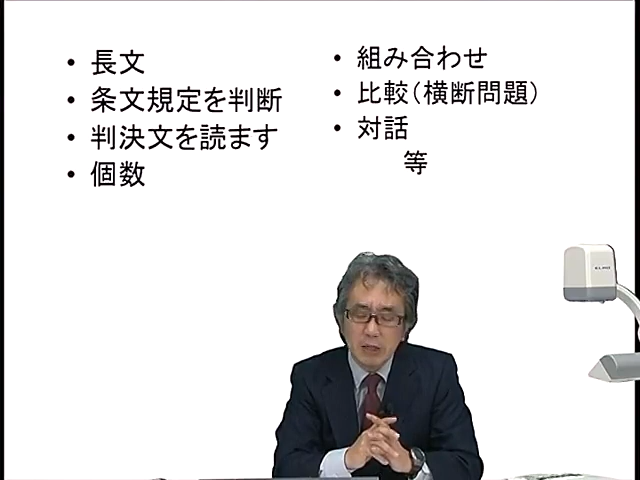 ・長文
・条文規定を判断
・判決文を読ます
・個数
・組み合わせ
・比較（横断問題）
・対話
等
ELMO